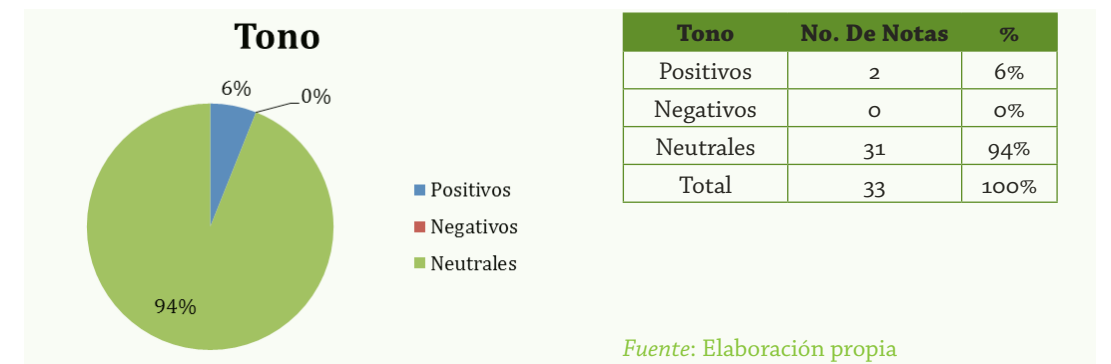 Tono
6%
0%
94%
Positivos
Negativos
Neutrales
Tono No. De Notas %
Positivos 2 6%
Negativos 0 0%
Neutrales 31 94%
Total 33 100%
Fuente: Elaboración propia